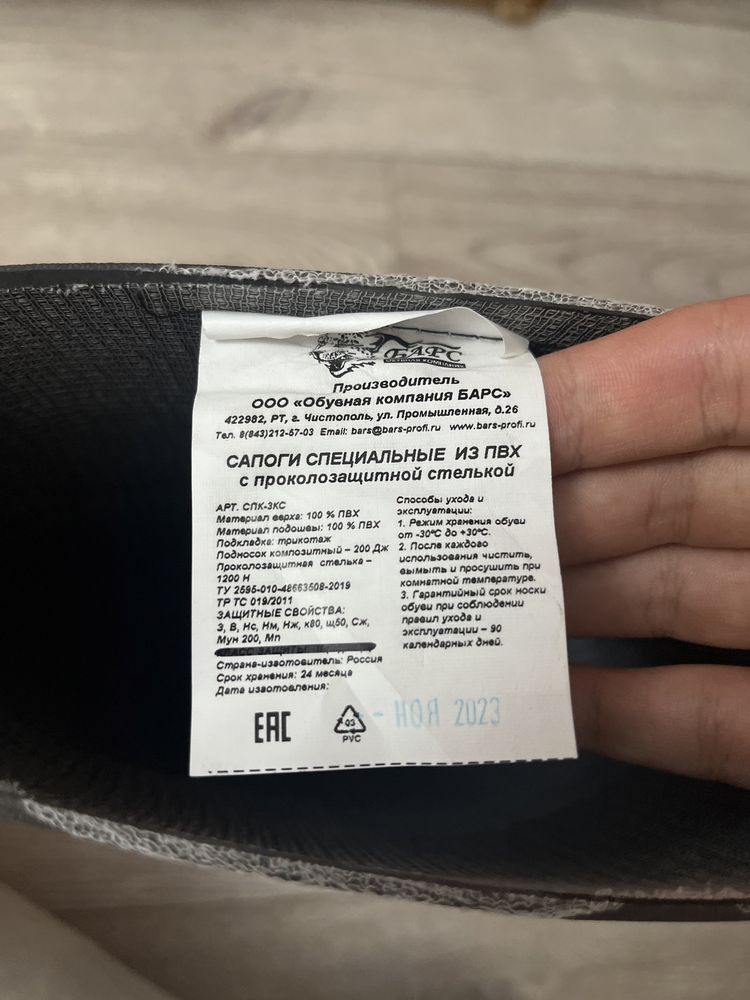 БАРС
ОБУВНАЯ КОМПАНИЯ
Производитель
ООО «Обувная компания БАРС»
422982, РТ, г. Чистополь, ул. Промышленная, д.26
Тел. 8(843)212-57-03 Email: bars@bars-profi.ru www.bars-profi.ru
САПОГИ СПЕЦИАЛЬНЫЕ ИЗ ПВХ
с проколозащитной стелькой
АРТ. СПК-3КС
Материал верха: 100 % ПВХ
Материал подошвы: 100 % ПВХ
Подкладка: трикотаж
Подносок композитный – 200 Дж
Проколозащитная стелька –
1200 Н
ТУ 2595-010-48663508-2019
ТР ТС 019/2011
ЗАЩИТНЫЕ СВОЙСТВА:
З, В, Нс, Нм, Нж, к80, щ50, Сж,
Мун 200, Мп
Страна-изготовитель: Россия
Срок хранения: 24 месяца
Дата изготовления:
Способы ухода и
эксплуатации:
1. Режим хранения обуви
от -30°С до +30°С.
2. После каждого
использования чистить,
вымыть и просушить при
комнатной температуре.
3. Гарантийный срок носки
обуви при соблюдении
правил ухода и
эксплуатации – 90
календарных дней.
EAC
03
PVC
- НОЯ 2023